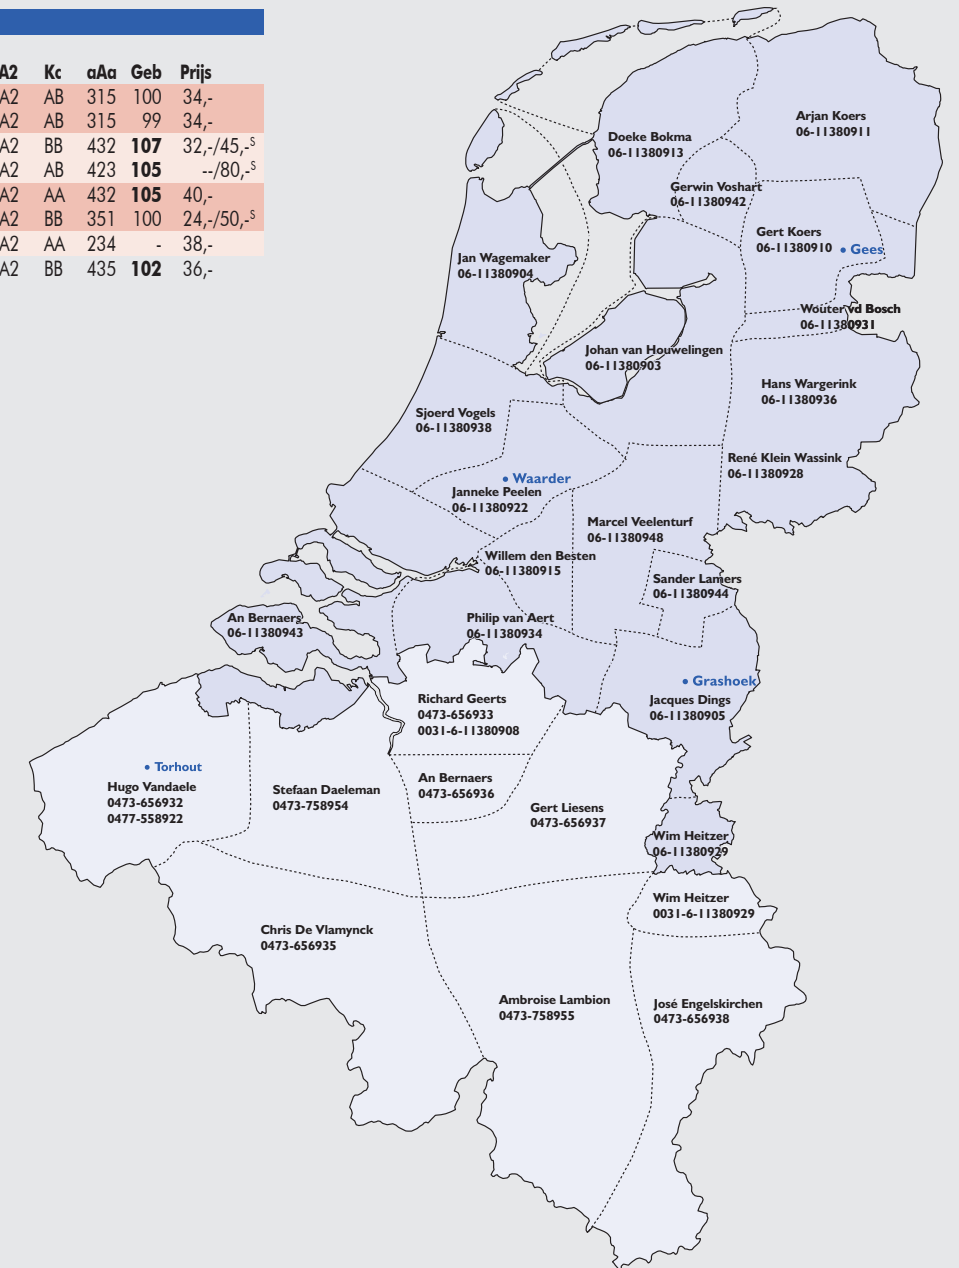 A2 Kc aAa Geb Prijs
A2 AB 315 100 34,-
A2 AB 315 99 34,-
A2 BB 432 107 32,-/45,-S
A2 AB 423 105 --/80,-S
A2 AA 432 105 40,-
A2 BB 351 100 24,-/50,-S
A2 AA 234 - 38,-
A2 BB 435 102 36,-
Arjan Koers
06-11380911
Doeke Bokma
06-11380913
Gerwin Voshart
06-11380942
Gert Koers
06-11380910
Gees
Jan Wagemaker
06-11380904
Wouter vd Bosch
06-11380931
Johan van Houwelingen
06-11380903
Hans Wargerink
06-11380936
Sjoerd Vogels
06-11380938
René Klein Wassink
06-11380928
Waarder
Janneke Peelen
06-11380922
Marcel Veelenturf
06-11380948
Willem den Besten
06-11380915
Sander Lamers
06-11380944
An Bernaers
06-11380943
Philip van Aert
06-11380934
Grashoek
Jacques Dings
06-11380905
Richard Geerts
0473-656933
0031-6-11380908
Torhout
Hugo Vandaele
0473-656932
0477-558922
Stefaan Daeleman
0473-758954
An Bernaers
0473-656936
Gert Liesens
0473-656937
Wim Heitzer
06-11380929
Wim Heitzer
0031-6-11380929
Chris De Vlamynck
0473-656935
Ambroise Lambion
0473-758955
José Engelskirchen
0473-656938